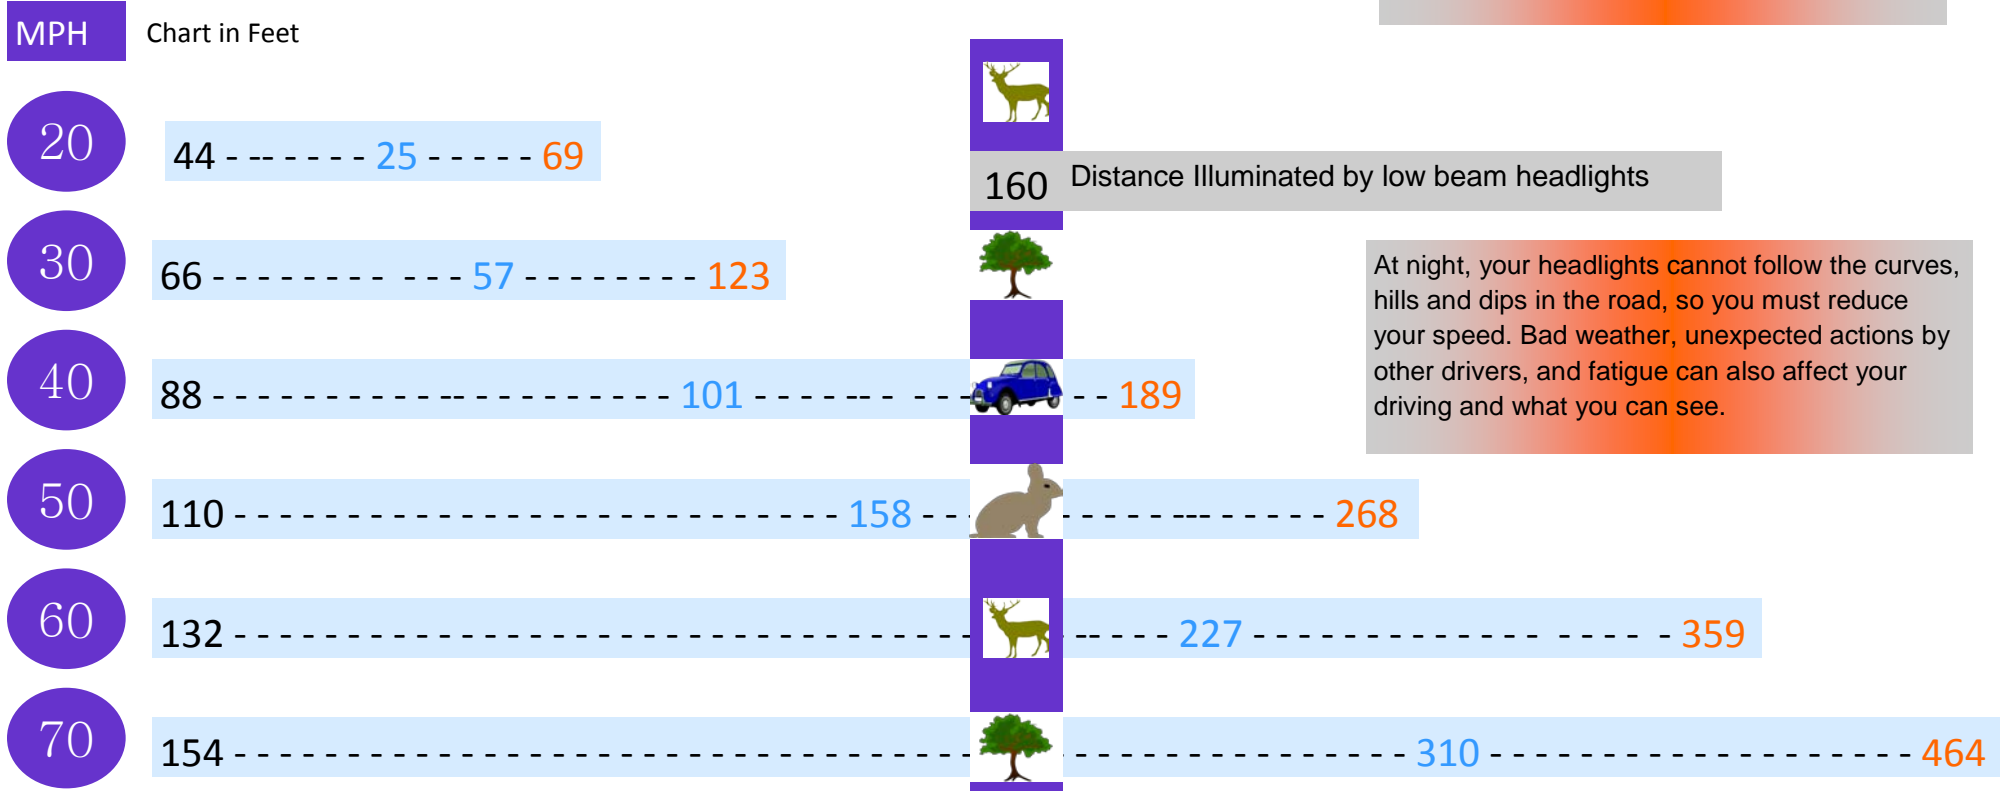 MPH Chart in Feet
20 44 - -- - - - - 25 - - - - - 69
160 Distance Illuminated by low beam headlights
30 66 - - - - - - - - - - - 57 - - - - - - - - 123
At night, your headlights cannot follow the curves,
hills and dips in the road, so you must reduce
your speed. Bad weather, unexpected actions by
other drivers, and fatigue can also affect your
driving and what you can see.
40 88 - - - - - - - - - - -- - - - - - - - - - 101 - - - - -- - - - - - - 189
50 110 - - - - - - - - - - - - - - - - - - - - - - - - - - 158 - - - - - - - --- - - - - - 268
60 132 - - - - - - - - - - - - - - - - - - - - - - - - - - - - - - - - -- - - - 227 - - - - - - - - - - - - - - - - - - 359
70 154 - - - - - - - - - - - - - - - - - - - - - - - - - - - - - - - - - - - - - - - - - - - - - - 310 - - - - - - - - - - - - - - - - - - 464